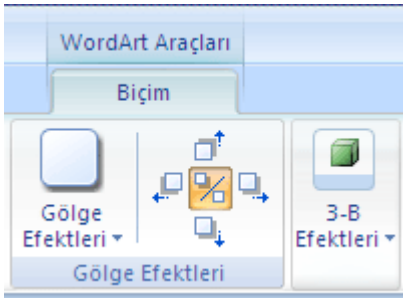 WordArt Araçları
Biçim
Gölge
Efektleri
3-B
Efektleri
Gölge Efektleri